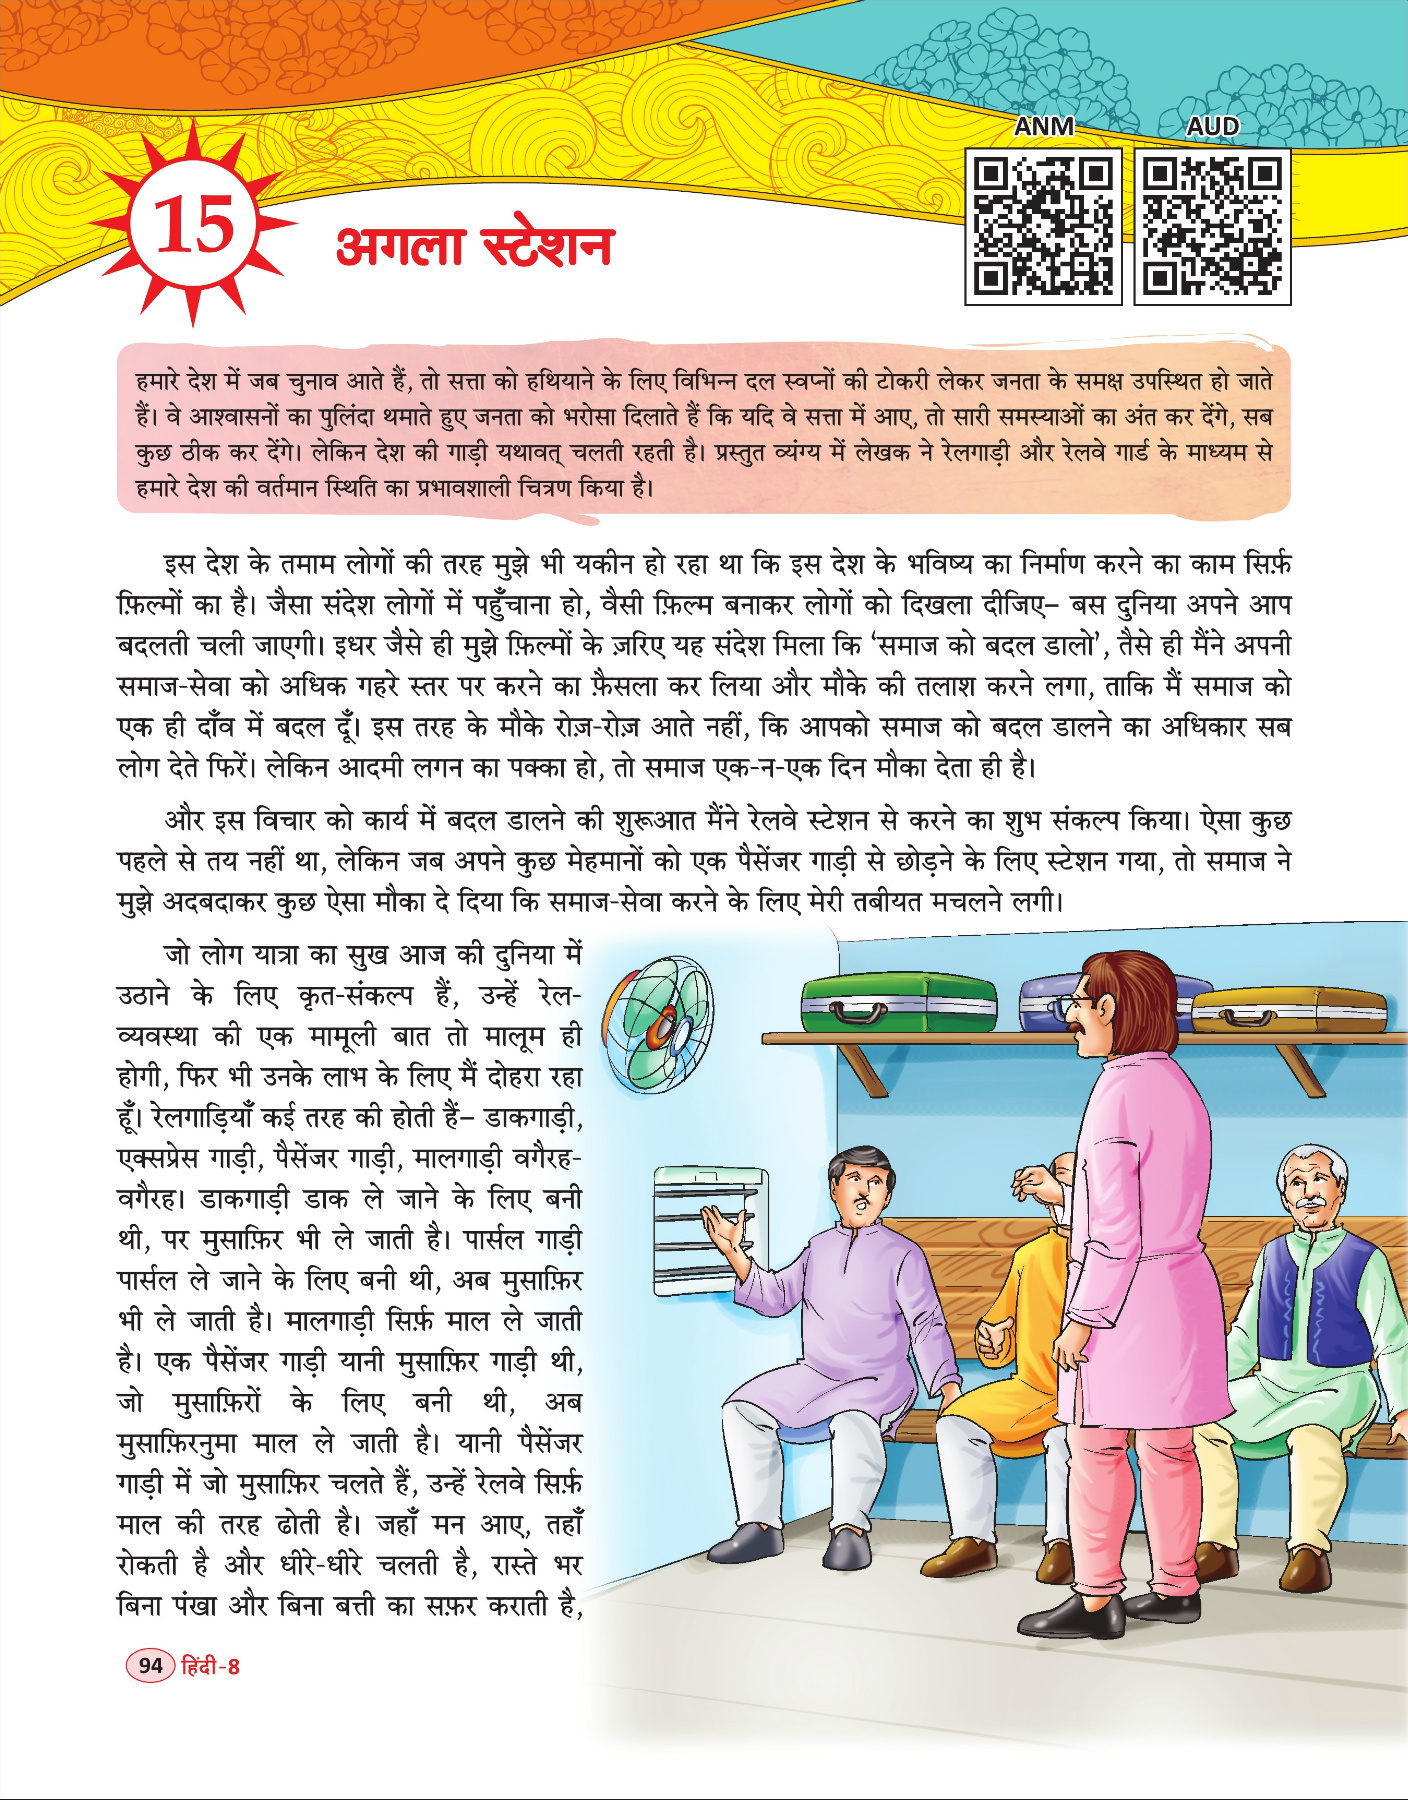 ANM
AUD
15
अगला स्टेशन
हमारे देश में जब चुनाव आते हैं, तो सत्ता को हथियाने के लिए विभिन्न दल स्वप्नों की टोकरी लेकर जनता के समक्ष उपस्थित हो जाते
हैं। वे आश्वासनों का पुलिंदा थमाते हुए जनता को भरोसा दिलाते हैं कि यदि वे सत्ता में आए, तो सारी समस्याओं का अंत कर देंगे, सब
कुछ ठीक कर देंगे। लेकिन देश की गाड़ी यथावत् चलती रहती है। प्रस्तुत व्यंग्य में लेखक ने रेलगाड़ी और रेलवे गार्ड के माध्यम से
हमारे देश की वर्तमान स्थिति का प्रभावशाली चित्रण किया है।
इस देश के तमाम लोगों की तरह मुझे भी यकीन हो रहा था कि इस देश के भविष्य का निर्माण करने का काम सिर्फ़
फ़िल्मों का है। जैसा संदेश लोगों में पहुँचाना हो, वैसी फ़िल्म बनाकर लोगों को दिखला दीजिए– बस दुनिया अपने आप
बदलती चली जाएगी। इधर जैसे ही मुझे फ़िल्मों के ज़रिए यह संदेश मिला कि ‘समाज को बदल डालो’, तैसे ही मैंने अपनी
समाज-सेवा को अधिक गहरे स्तर पर करने का फ़ैसला कर लिया और मौके की तलाश करने लगा, ताकि मैं समाज को
एक ही दाँव में बदल दूँ। इस तरह के मौके रोज़-रोज़ आते नहीं, कि आपको समाज को बदल डालने का अधिकार सब
लोग देते फिरें। लेकिन आदमी लगन का पक्का हो, तो समाज एक-न-एक दिन मौका देता ही है।
और इस विचार को कार्य में बदल डालने की शुरूआत मैंने रेलवे स्टेशन से करने का शुभ संकल्प किया। ऐसा कुछ
पहले से तय नहीं था, लेकिन जब अपने कुछ मेहमानों को एक पैसेंजर गाड़ी से छोड़ने के लिए स्टेशन गया, तो समाज ने
मुझे अदबदाकर कुछ ऐसा मौका दे दिया कि समाज-सेवा करने के लिए मेरी तबीयत मचलने लगी।
जो लोग यात्रा का सुख आज की दुनिया में
उठाने के लिए कृत-संकल्प हैं, उन्हें रेल-
व्यवस्था की एक मामूली बात तो मालूम ही
होगी, फिर भी उनके लाभ के लिए मैं दोहरा रहा
हूँ। रेलगाड़ियाँ कई तरह की होती हैं– डाकगाड़ी,
एक्सप्रेस गाड़ी, पैसेंजर गाड़ी, मालगाड़ी वगैरह-
वगैरह। डाकगाड़ी डाक ले जाने के लिए बनी
थी, पर मुसाफ़िर भी ले जाती है। पार्सल गाड़ी
पार्सल ले जाने के लिए बनी थी, अब मुसाफ़िर
भी ले जाती है। मालगाड़ी सिर्फ़ माल ले जाती
है। एक पैसेंजर गाड़ी यानी मुसाफ़िर गाड़ी थी,
जो मुसाफ़िरों के लिए बनी थी, अब
मुसाफ़िरनुमा माल ले जाती है। यानी पैसेंजर
गाड़ी में जो मुसाफ़िर चलते हैं, उन्हें रेलवे सिर्फ़
माल की तरह ढोती है। जहाँ मन आए, तहाँ
रोकती है और धीरे-धीरे चलती है, रास्ते भर
बिना पंखा और बिना बत्ती का सफ़र कराती है,
94 हिंदी-8